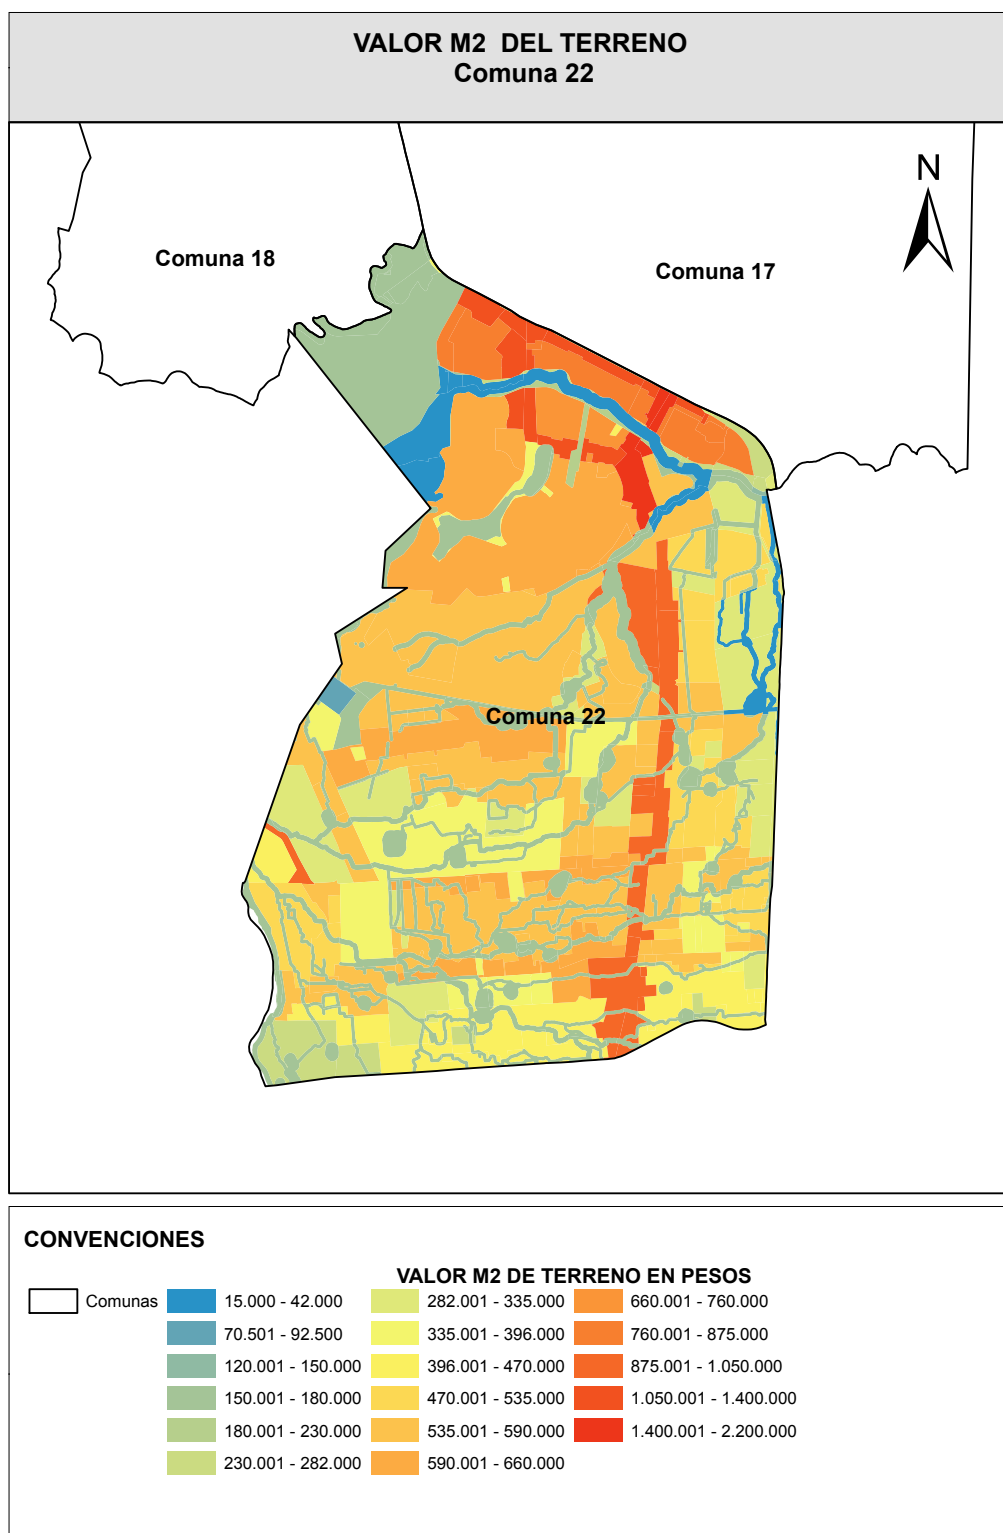 VALOR M2 DEL TERRENO
Comuna 22
N
Comuna 18
Comuna 17
Comuna 22
CONVENCIONES
VALOR M2 DE TERRENO EN PESOS
Comunas
15.000 - 42.000
70.501 - 92.500
120.001 - 150.000
150.001 - 180.000
180.001 - 230.000
230.001 - 282.000
282.001 - 335.000
335.001 - 396.000
396.001 - 470.000
470.001 - 535.000
535.001 - 590.000
590.001 - 660.000
660.001 - 760.000
760.001 - 875.000
875.001 - 1.050.000
1.050.001 - 1.400.000
1.400.001 - 2.200.000